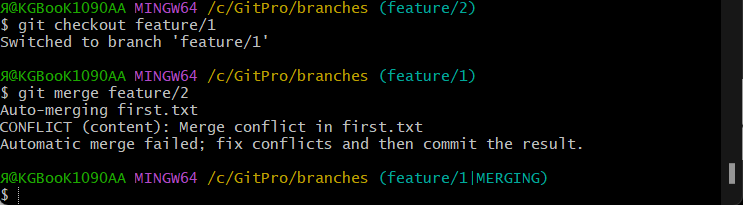 Я@KGBooK1090AA MINGW64 /c/GitPro/branches (feature/2)
$ git checkout feature/1
Switched to branch 'feature/1'
Я@KGBooK1090AA MINGW64 /c/GitPro/branches (feature/1)
$ git merge feature/2
Auto-merging first.txt
CONFLICT (content): Merge conflict in first.txt
Automatic merge failed; fix conflicts and then commit the result.
Я@KGBooK1090AA MINGW64 /c/GitPro/branches (feature/1|MERGING)
$